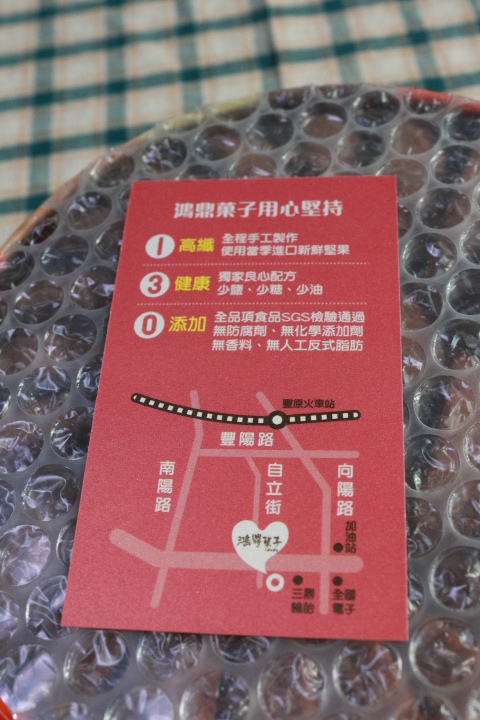 鴻鼎菓子用心堅持
1 高纖 全程手工製作
使用當季進口新鮮堅果
3 健康 獨家良心配方
少鹽、少糖、少油
0 添加 全品項食品SGS檢驗通過
無防腐劑、無化學添加劑
無香料、無人工反式脂肪
豐原火車站
豐陽路
南陽路
自立街
向陽路
加油站
鴻鼎菓子
三鼎輪胎
全國電子